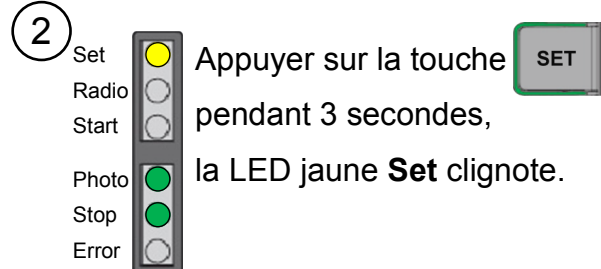 2
Set
Radio
Start
Photo
Stop
Error
Appuyer sur la touche SET
pendant 3 secondes,
la LED jaune Set clignote.